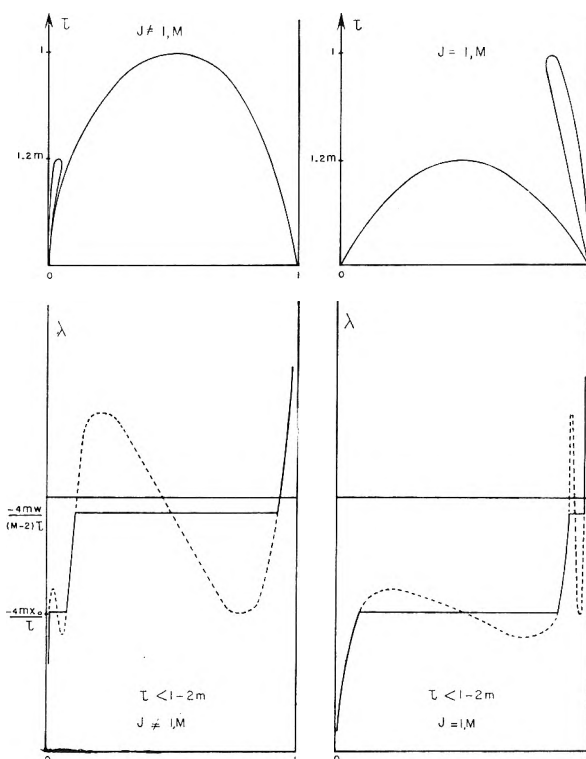 τ
J ≠ 1, M
1
1.2m
0
1
τ
J = 1, M
1
1.2m
0
λ
-4mw
(M-2)τ
-4mx₀
τ
τ < 1-2m
J ≠ 1,M
0
1
λ
τ < 1-2m
J = 1,M
0